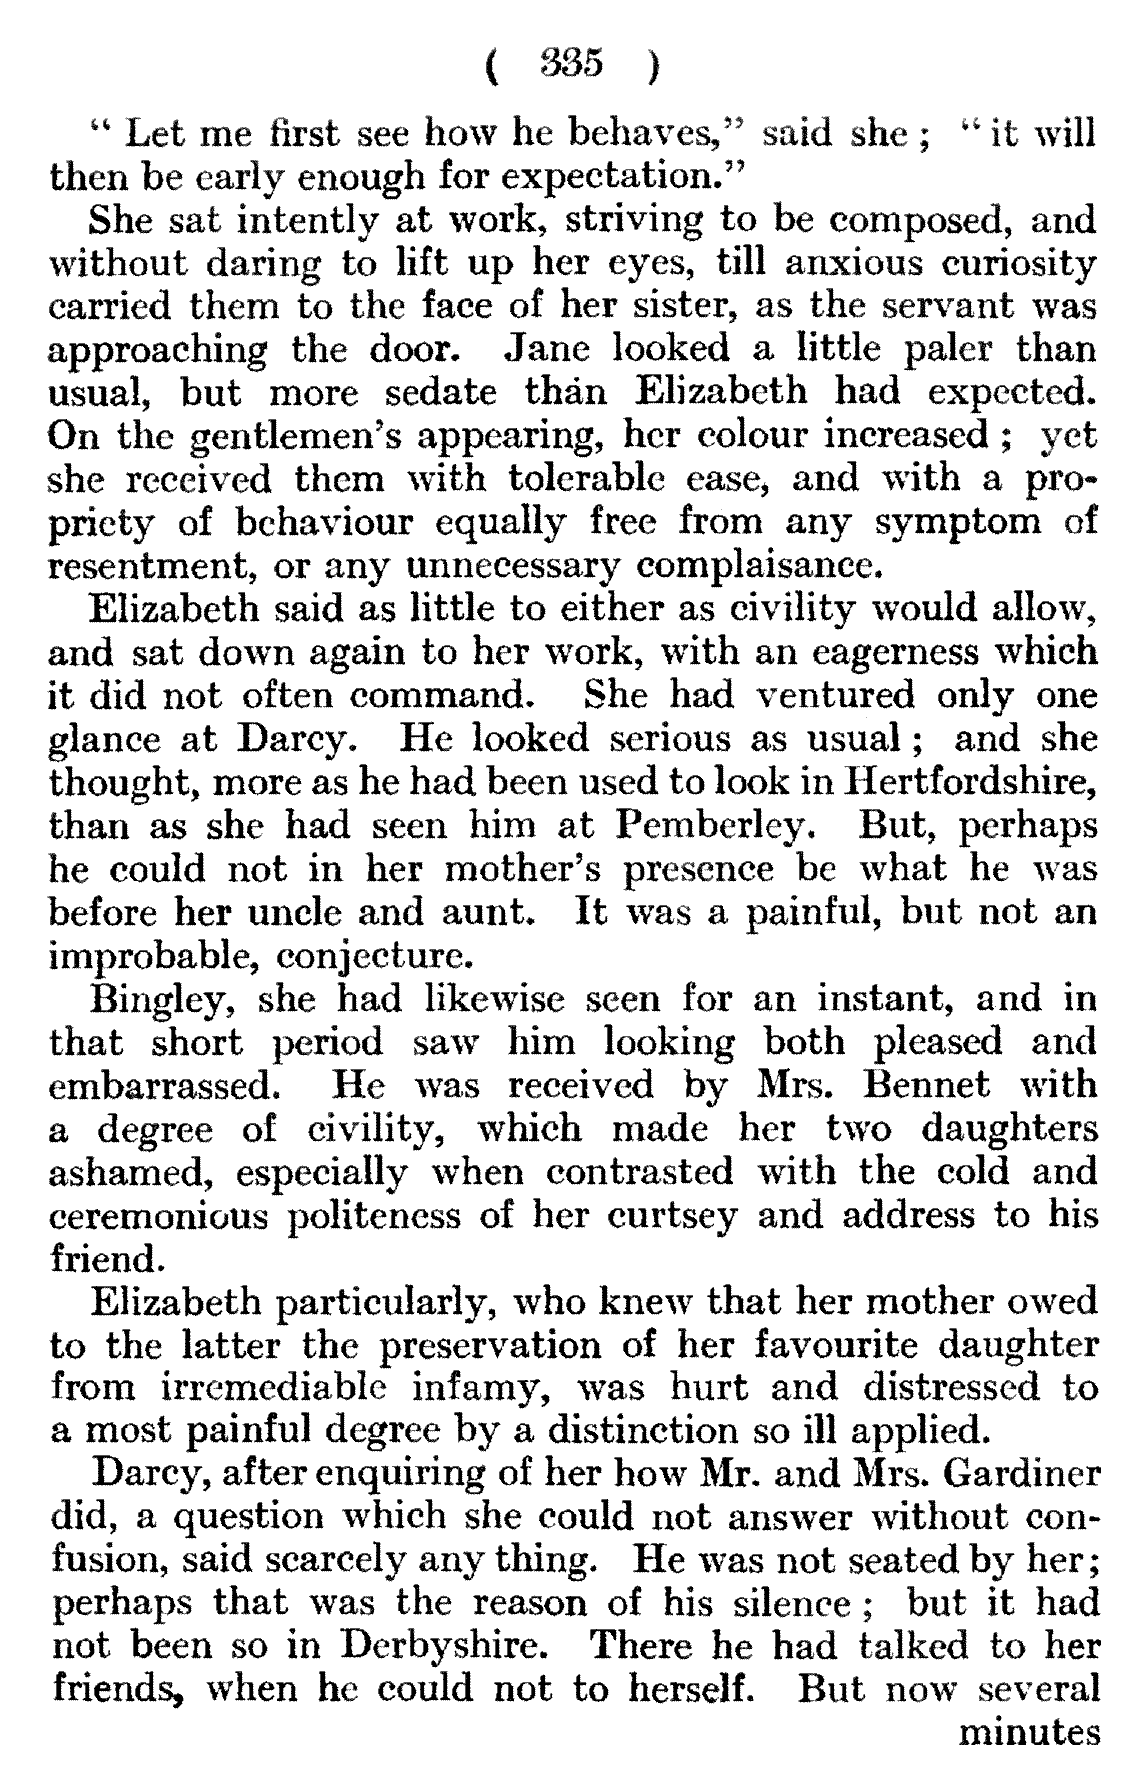 ( 335 )
“ Let me first see how he behaves,” said she ; “ it will
then be early enough for expectation.”
She sat intently at work, striving to be composed, and
without daring to lift up her eyes, till anxious curiosity
carried them to the face of her sister, as the servant was
approaching the door. Jane looked a little paler than
usual, but more sedate than Elizabeth had expected.
On the gentlemen’s appearing, her colour increased ; yet
she received them with tolerable ease, and with a pro-
priety of behaviour equally free from any symptom of
resentment, or any unnecessary complaisance.
Elizabeth said as little to either as civility would allow,
and sat down again to her work, with an eagerness which
it did not often command. She had ventured only one
glance at Darcy. He looked serious as usual ; and she
thought, more as he had been used to look in Hertfordshire,
than as she had seen him at Pemberley. But, perhaps
he could not in her mother’s presence be what he was
before her uncle and aunt. It was a painful, but not an
improbable, conjecture.
Bingley, she had likewise seen for an instant, and in
that short period saw him looking both pleased and
embarrassed. He was received by Mrs. Bennet with
a degree of civility, which made her two daughters
ashamed, especially when contrasted with the cold and
ceremonious politeness of her curtsey and address to his
friend.
Elizabeth particularly, who knew that her mother owed
to the latter the preservation of her favourite daughter
from irremediable infamy, was hurt and distressed to
a most painful degree by a distinction so ill applied.
Darcy, after enquiring of her how Mr. and Mrs. Gardiner
did, a question which she could not answer without con-
fusion, said scarcely any thing. He was not seated by her;
perhaps that was the reason of his silence ; but it had
not been so in Derbyshire. There he had talked to her
friends, when he could not to herself. But now several
minutes